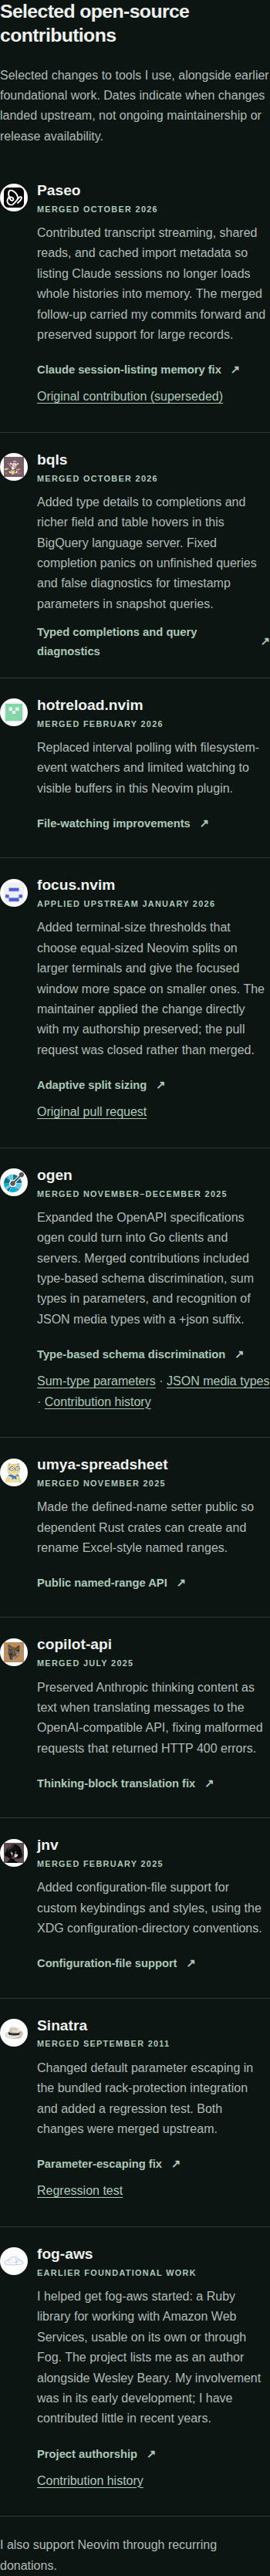 Selected open-source
contributions
Selected changes to tools I use, alongside earlier
foundational work. Dates indicate when changes
landed upstream, not ongoing maintainership or
release availability.
Paseo
MERGED OCTOBER 2026
Contributed transcript streaming, shared
reads, and cached import metadata so
listing Claude sessions no longer loads
whole histories into memory. The merged
follow-up carried my commits forward and
preserved support for large records.
Claude session-listing memory fix ↗
Original contribution (superseded)
bqls
MERGED OCTOBER 2026
Added type details to completions and
richer field and table hovers in this
BigQuery language server. Fixed
completion panics on unfinished queries
and false diagnostics for timestamp
parameters in snapshot queries.
Typed completions and query
diagnostics ↗
hotreload.nvim
MERGED FEBRUARY 2026
Replaced interval polling with filesystem-
event watchers and limited watching to
visible buffers in this Neovim plugin.
File-watching improvements ↗
focus.nvim
APPLIED UPSTREAM JANUARY 2026
Added terminal-size thresholds that
choose equal-sized Neovim splits on
larger terminals and give the focused
window more space on smaller ones. The
maintainer applied the change directly
with my authorship preserved; the pull
request was closed rather than merged.
Adaptive split sizing ↗
Original pull request
ogen
MERGED NOVEMBER–DECEMBER 2025
Expanded the OpenAPI specifications
ogen could turn into Go clients and
servers. Merged contributions included
type-based schema discrimination, sum
types in parameters, and recognition of
JSON media types with a +json suffix.
Type-based schema discrimination ↗
Sum-type parameters · JSON media types
· Contribution history
umya-spreadsheet
MERGED NOVEMBER 2025
Made the defined-name setter public so
dependent Rust crates can create and
rename Excel-style named ranges.
Public named-range API ↗
copilot-api
MERGED JULY 2025
Preserved Anthropic thinking content as
text when translating messages to the
OpenAI-compatible API, fixing malformed
requests that returned HTTP 400 errors.
Thinking-block translation fix ↗
jnv
MERGED FEBRUARY 2025
Added configuration-file support for
custom keybindings and styles, using the
XDG configuration-directory conventions.
Configuration-file support ↗
Sinatra
MERGED SEPTEMBER 2011
Changed default parameter escaping in
the bundled rack-protection integration
and added a regression test. Both
changes were merged upstream.
Parameter-escaping fix ↗
Regression test
fog-aws
EARLIER FOUNDATIONAL WORK
I helped get fog-aws started: a Ruby
library for working with Amazon Web
Services, usable on its own or through
Fog. The project lists me as an author
alongside Wesley Beary. My involvement
was in its early development; I have
contributed little in recent years.
Project authorship ↗
Contribution history
I also support Neovim through recurring
donations.